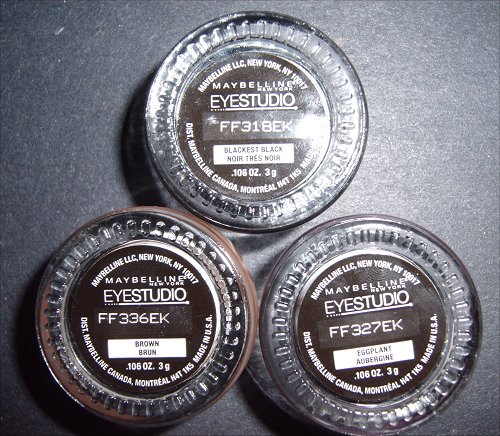 MAYBELLINE LLC, NEW YORK, NY 10017
MAYBELLINE
NEW YORK
EYESTUDIO
FF318EK
BLACKEST BLACK
NOIR TRÈS NOIR
.106 OZ. 3 g
DIST. MAYBELLINE CANADA, MONTRÉAL H4T 1K5 MADE IN U.S.A.
MAYBELLINE LLC, NEW YORK, NY 10017
MAYBELLINE
NEW YORK
EYESTUDIO
FF336EK
BROWN
BRUN
.106 OZ. 3 g
DIST. MAYBELLINE CANADA, MONTRÉAL H4T 1K5 MADE IN U.S.A.
MAYBELLINE LLC, NEW YORK, NY 10017
MAYBELLINE
NEW YORK
EYESTUDIO
FF327EK
EGGPLANT
AUBERGINE
.106 OZ. 3 g
DIST. MAYBELLINE CANADA, MONTRÉAL H4T 1K5 MADE IN U.S.A.